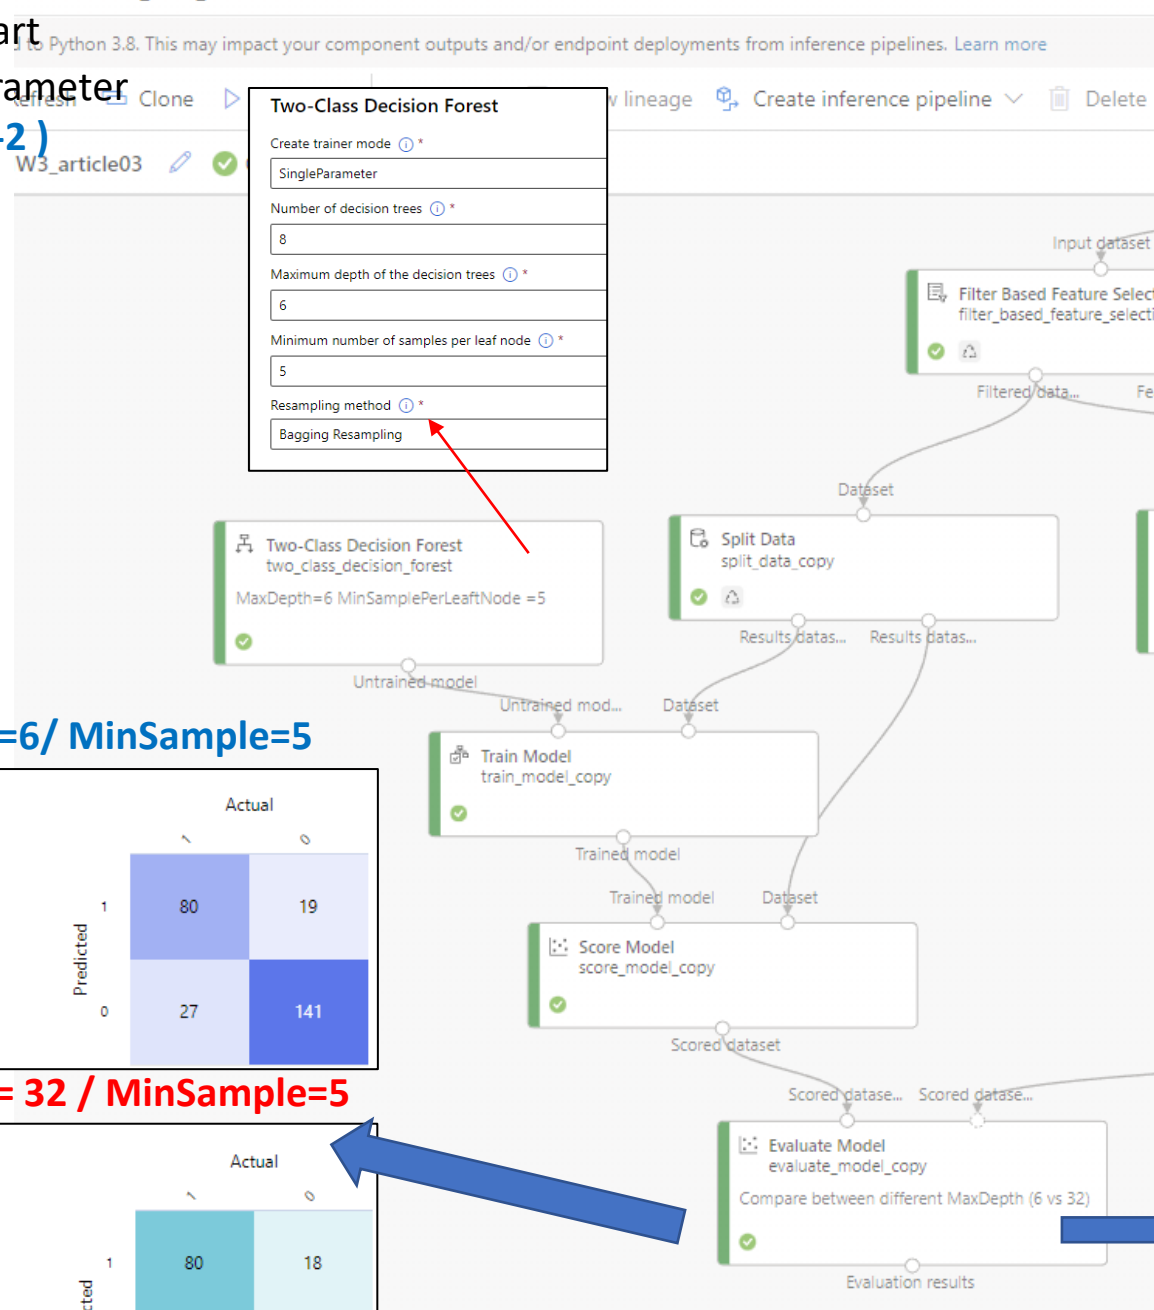 art
d to Python 3.8. This may impact your component outputs and/or endpoint deployments from inference pipelines. Learn more
rameter
Refresh Clone lineage Create inference pipeline Delete
-2 )
W3_article03
Two-Class Decision Forest
Create trainer mode *
SingleParameter
Number of decision trees *
8
Maximum depth of the decision trees *
6
Minimum number of samples per leaf node *
5
Resampling method *
Bagging Resampling
Input dataset
Filter Based Feature Select
filter_based_feature_selecti
Filtered data... Fe
Dataset
Split Data
split_data_copy
Results datas... Results datas...
Two-Class Decision Forest
two_class_decision_forest
MaxDepth=6 MinSamplePerLeaftNode =5
Untrained model
Untrained mod... Dataset
Train Model
train_model_copy
Trained model
Trained model Dataset
Score Model
score_model_copy
Scored dataset
Scored datase... Scored datase...
Evaluate Model
evaluate_model_copy
Compare between different MaxDepth (6 vs 32)
Evaluation results
=6/ MinSample=5
Actual
1 0
Predicted
1 80 19
0 27 141
= 32 / MinSample=5
Actual
1 0
cted
1 80 18